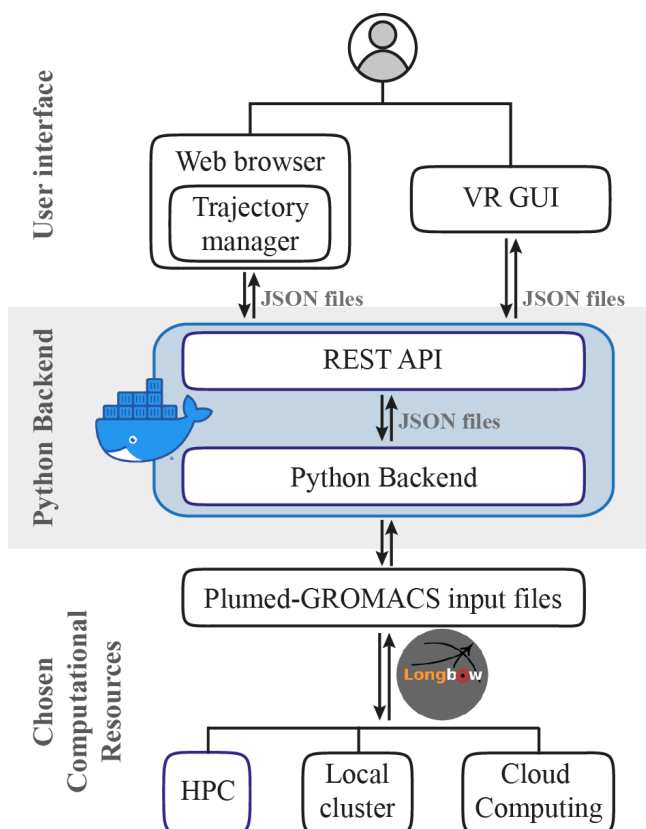 User interface
Web browser
Trajectory
manager
VR GUI
JSON files
JSON files
Python Backend
REST API
JSON files
Python Backend
Plumed-GROMACS input files
Longbow
Chosen
Computational
Resources
HPC
Local
cluster
Cloud
Computing